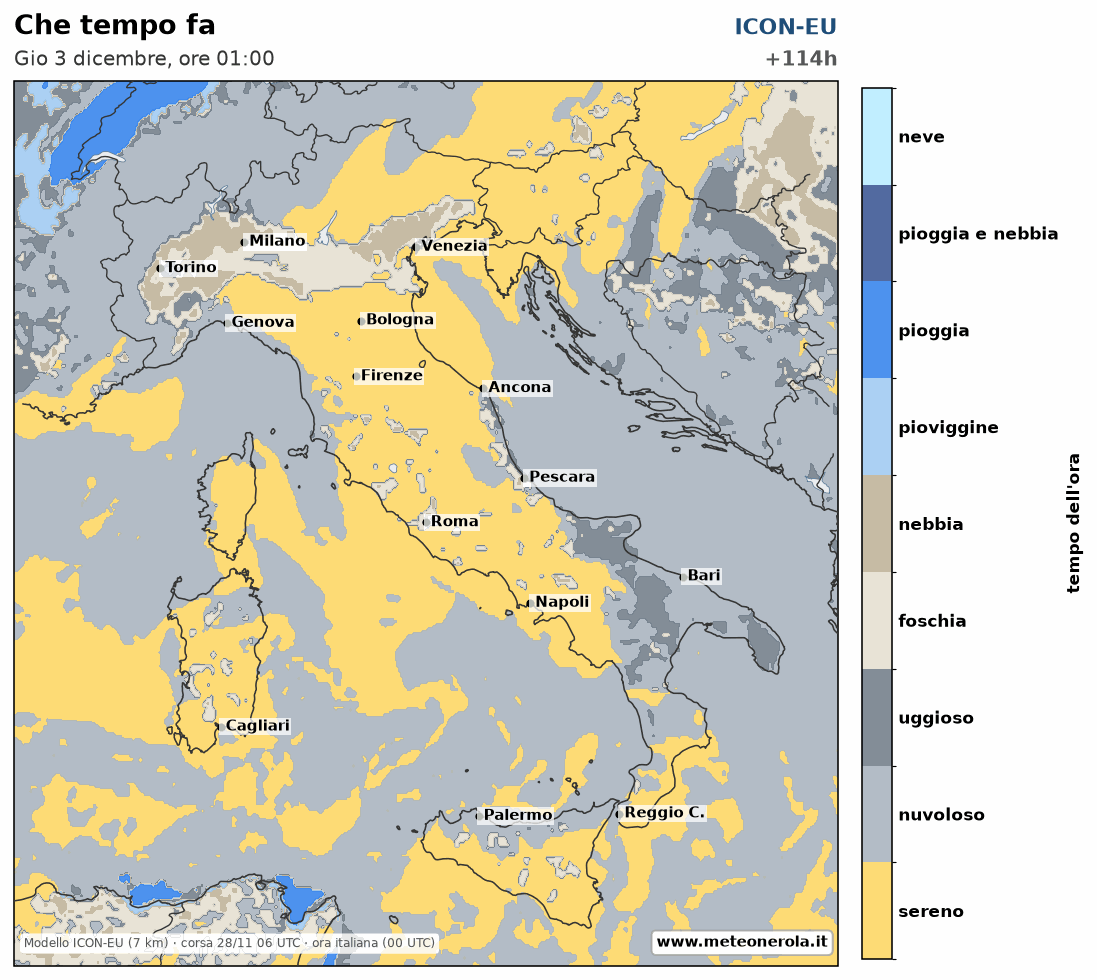 Che tempo fa
ICON-EU
Gio 3 dicembre, ore 01:00
+114h
neve
pioggia e nebbia
pioggia
pioviggine
nebbia
foschia
uggioso
nuvoloso
sereno
tempo dell'ora
Milano
Venezia
Torino
Genova
Bologna
Firenze
Ancona
Pescara
Roma
Bari
Napoli
Cagliari
Palermo
Reggio C.
Modello ICON-EU (7 km) · corsa 28/11 06 UTC · ora italiana (00 UTC)
www.meteonerola.it